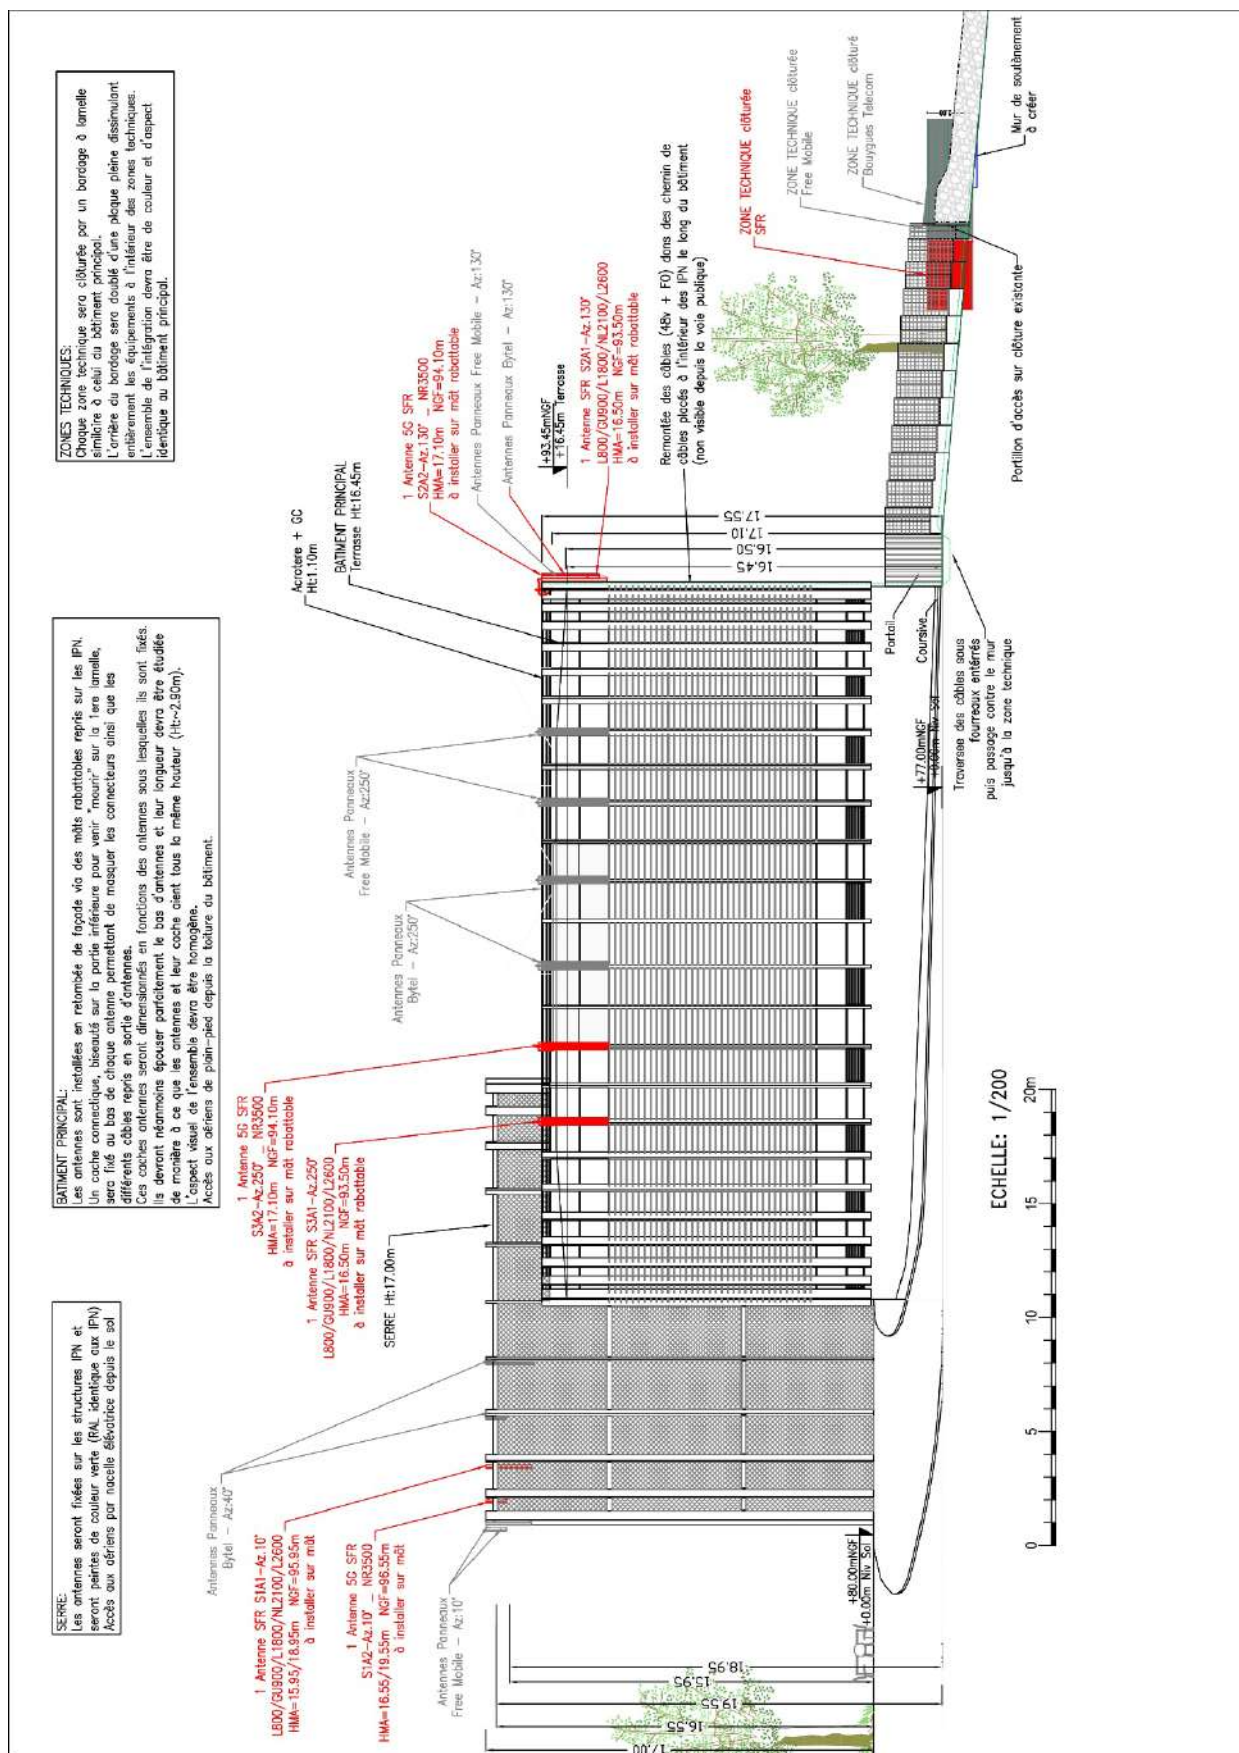 SERRE:
Les antennes seront fixées sur les structures IPN et
seront peintes de couleur verte (RAL identique aux IPN)
Accès aux aériens par nacelle élévatrice depuis le sol
BATIMENT PRINCIPAL:
Les antennes sont installées en retombée de façade via des mâts rabattables repris sur les IPN.
Un cache connectique, biseauté sur la partie inférieure pour venir "mourir" sur la 1ere lamelle,
sera fixé au bas de chaque antenne permettant de masquer les connecteurs ainsi que les
différents câbles repris en sortie d'antennes.
Ces caches antennes seront dimensionnés en fonctions des antennes sous lesquelles ils sont fixés.
Ils devront néanmoins épouser parfaitement le bas d'antennes et leur longueur devra être étudiée
de manière à ce que les antennes et leur cache aient tous la même hauteur (Ht:~2.90m).
L'aspect visuel de l'ensemble devra être homogène.
Accès aux aériens de plain-pied depuis la toiture du bâtiment.
ZONES TECHNIQUES:
Chaque zone technique sera clôturée par un bardage à lamelle
similaire à celui du bâtiment principal.
L'arrière du bardage sera doublé d'une plaque pleine dissimulant
entièrement les équipements à l'intérieur des zones techniques.
L'ensemble de l'intégration devra être de couleur et d'aspect
identique au bâtiment principal.
Antennes Panneaux
Bytel - Az:40°
1 Antenne SFR S1A1-Az.10°
L800/GU900/L1800/NL2100/L2600
HMA=15.95/18.95m NGF=95.95m
à installer sur mât
1 Antenne 5G SFR
S1A2-Az.10° _ NR3500
HMA=16.55/19.55m NGF=96.55m
à installer sur mât
Antennes Panneaux
Free Mobile - Az:10°
1 Antenne 5G SFR
S3A2-Az.250° _ NR3500
HMA=17.10m NGF=94.10m
à installer sur mât rabattable
1 Antenne SFR S3A1-Az.250°
L800/GU900/L1800/NL2100/L2600
HMA=16.50m NGF=93.50m
à installer sur mât rabattable
SERRE Ht:17.00m
Antennes Panneaux
Free Mobile - Az:250°
Antennes Panneaux
Bytel - Az:250°
Acrotere + GC
Ht:1.10m
BATIMENT PRINCIPAL
Terrasse Ht:16.45m
1 Antenne 5G SFR
S2A2-Az.130° _ NR3500
HMA=17.10m NGF=94.10m
à installer sur mât rabattable
Antennes Panneaux Free Mobile - Az:130°
Antennes Panneaux Bytel - Az:130°
+93.45mNGF
+16.45m Terrasse
1 Antenne SFR S2A1-Az.130°
L800/GU900/L1800/NL2100/L2600
HMA=16.50m NGF=93.50m
à installer sur mât rabattable
Remontée des câbles (48v + FO) dans des chemin de
câbles placés à l'intérieur des IPN le long du bâtiment
(non visible depuis la voie publique)
ZONE TECHNIQUE clôturée
SFR
ZONE TECHNIQUE clôturée
Free Mobile
ZONE TECHNIQUE clôturé
Bouygues Telecom
Mur de soutènement
à créer
Portillon d'accès sur clôture existante
17.55
17.10
16.50
16.45
Portail
Coursive
+77.00mNGF
+0.00m Niv Sol
Traversee des câbles sous
fourreaux entérrés
puis passage contre le mur
jusqu'à la zone technique
+80.00mNGF
+0.00m Niv Sol
18.95
15.95
19.55
16.55
17.00
ECHELLE: 1/200
0 5 10 15 20m